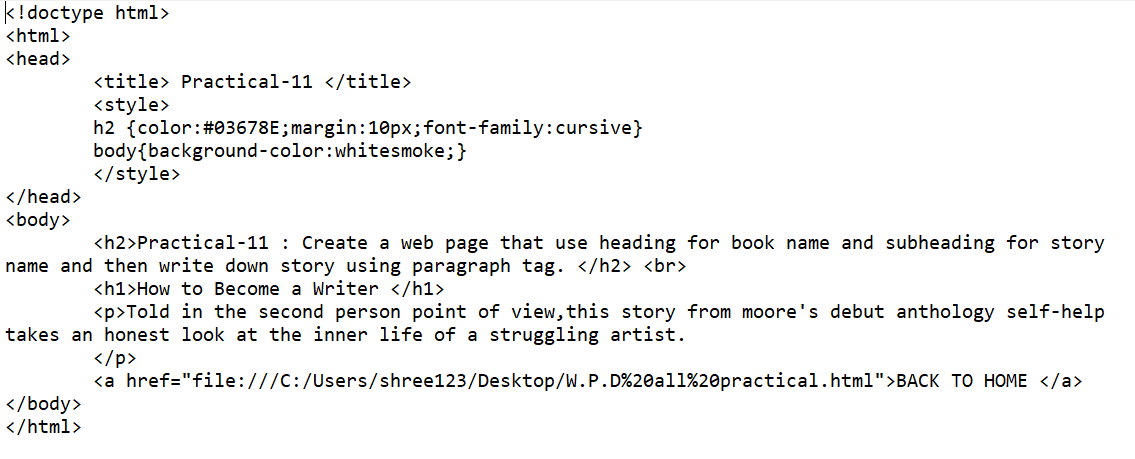 <!doctype html>
<html>
<head>
        <title> Practical-11 </title>
        <style>
        h2 {color:#03678E;margin:10px;font-family:cursive}
        body{background-color:whitesmoke;}
        </style>
</head>
<body>
        <h2>Practical-11 : Create a web page that use heading for book name and subheading for story
name and then write down story using paragraph tag. </h2> <br>
        <h1>How to Become a Writer </h1>
        <p>Told in the second person point of view,this story from moore's debut anthology self-help
takes an honest look at the inner life of a struggling artist.
        </p>
        <a href="file:///C:/Users/shree123/Desktop/W.P.D%20all%20practical.html">BACK TO HOME </a>
</body>
</html>